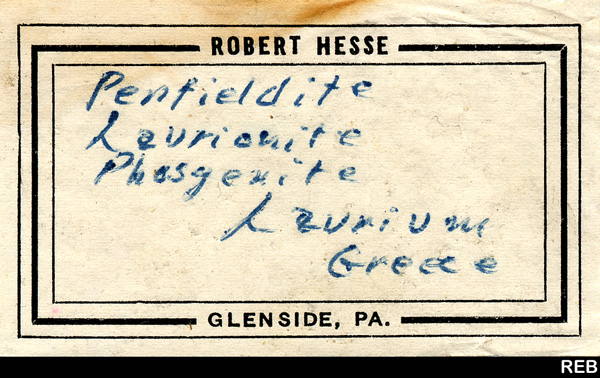 ROBERT HESSE
Penfieldite
Laurionite
Phosgenite
Laurium
Greece
GLENSIDE, PA.
REB